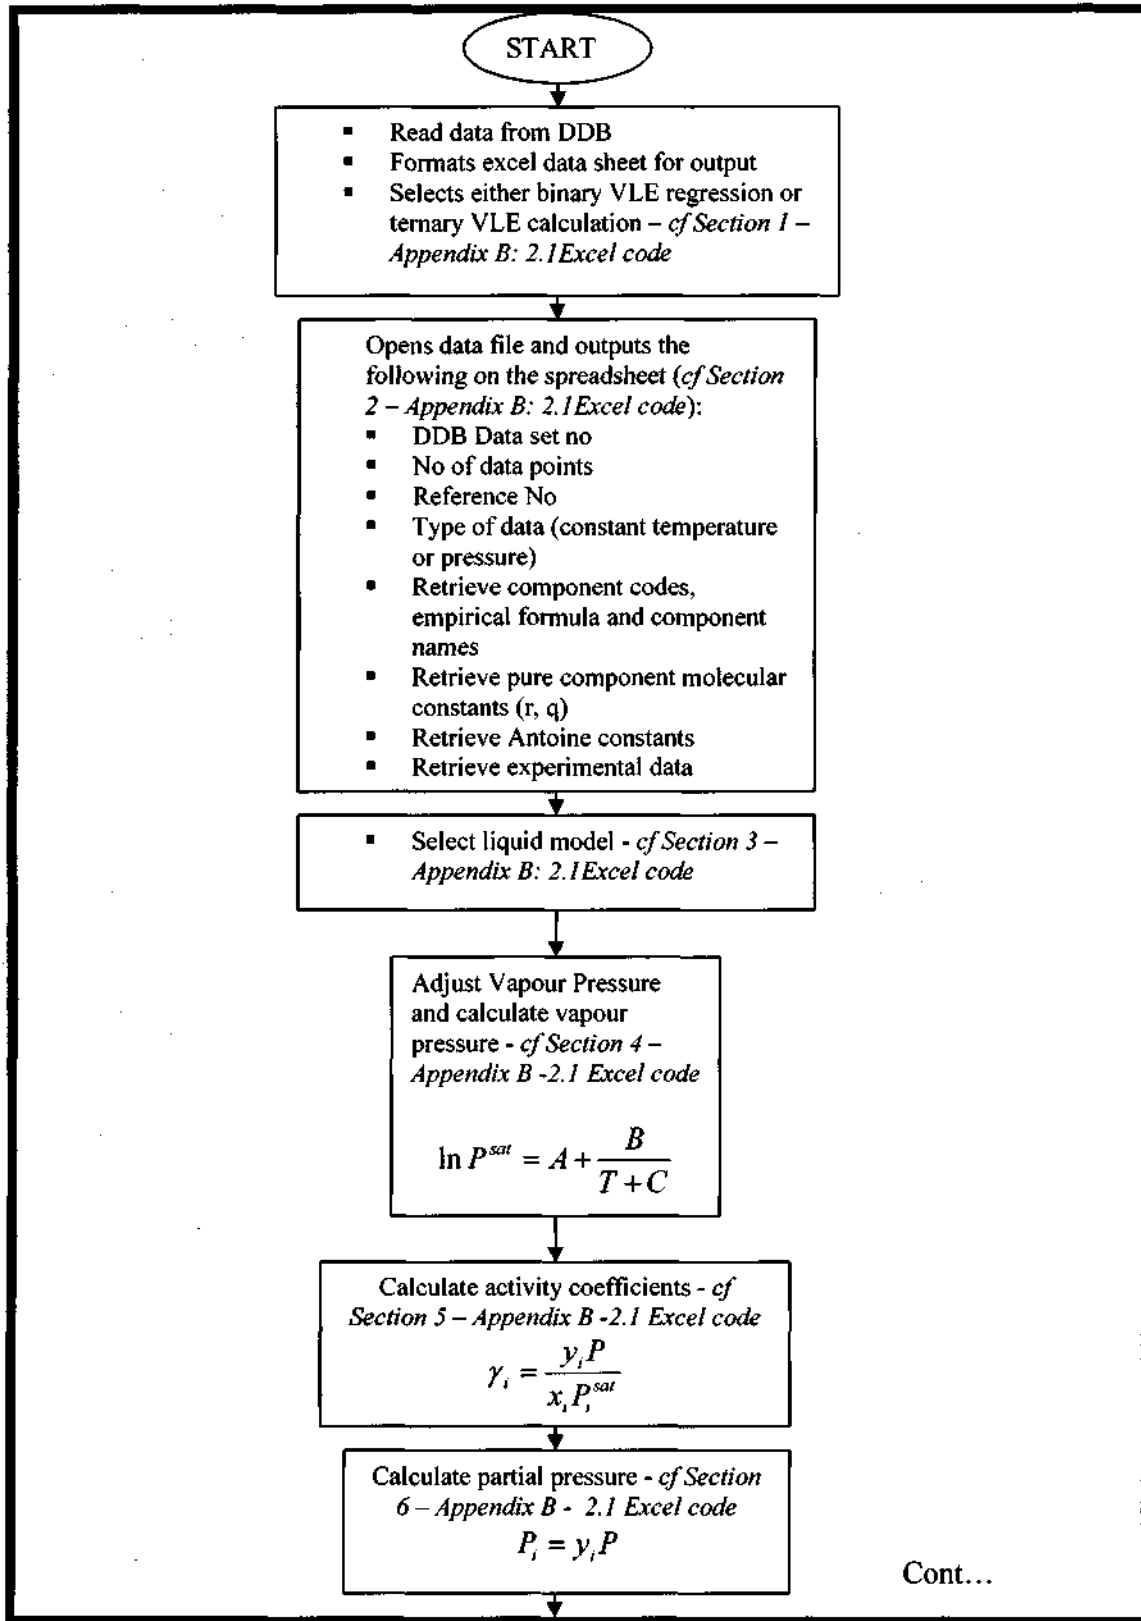 START
▪ Read data from DDB
▪ Formats excel data sheet for output
▪ Selects either binary VLE regression or
ternary VLE calculation – cf Section 1 –
Appendix B: 2.1Excel code
Opens data file and outputs the
following on the spreadsheet (cf Section
2 – Appendix B: 2.1Excel code):
▪ DDB Data set no
▪ No of data points
▪ Reference No
▪ Type of data (constant temperature
or pressure)
▪ Retrieve component codes,
empirical formula and component
names
▪ Retrieve pure component molecular
constants (r, q)
▪ Retrieve Antoine constants
▪ Retrieve experimental data
▪ Select liquid model - cf Section 3 –
Appendix B: 2.1Excel code
Adjust Vapour Pressure
and calculate vapour
pressure - cf Section 4 –
Appendix B -2.1 Excel code
ln P^{sat} = A + \frac{B}{T + C}
Calculate activity coefficients - cf
Section 5 – Appendix B -2.1 Excel code
γ_i = \frac{y_i P}{x_i P_i^{sat}}
Calculate partial pressure - cf Section
6 – Appendix B - 2.1 Excel code
P_i = y_i P
Cont...